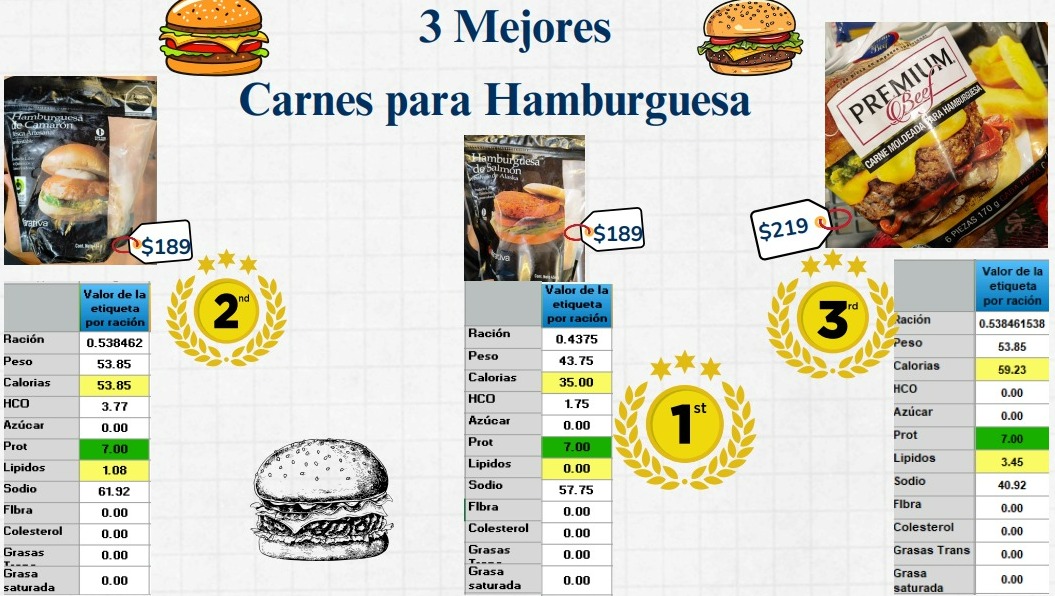 3 Mejores
Carnes para Hamburguesa
Hamburguesa
de Camarón
$189
2nd
Valor de la
etiqueta
por ración
Ración 0.538462
Peso 53.85
Calorias 53.85
HCO 3.77
Azúcar 0.00
Prot 7.00
Lipidos 1.08
Sodio 61.92
FIbra 0.00
Colesterol 0.00
Grasas Trans 0.00
Grasa
saturada 0.00
Hamburguesa
de Salmón
$189
1st
Valor de la
etiqueta
por ración
Ración 0.4375
Peso 43.75
Calorias 35.00
HCO 1.75
Azúcar 0.00
Prot 7.00
Lipidos 0.00
Sodio 57.75
FIbra 0.00
Colesterol 0.00
Grasas Trans 0.00
Grasa
saturada 0.00
PREMIUM
Beef
CARNE MOLDEADA PARA HAMBURGUESA
6 PIEZAS 170 g
$219
3rd
Valor de la
etiqueta
por ración
Ración 0.538461538
Peso 53.85
Calorias 59.23
HCO 0.00
Azúcar 0.00
Prot 7.00
Lipidos 3.45
Sodio 40.92
FIbra 0.00
Colesterol 0.00
Grasas Trans 0.00
Grasa
saturada 0.00